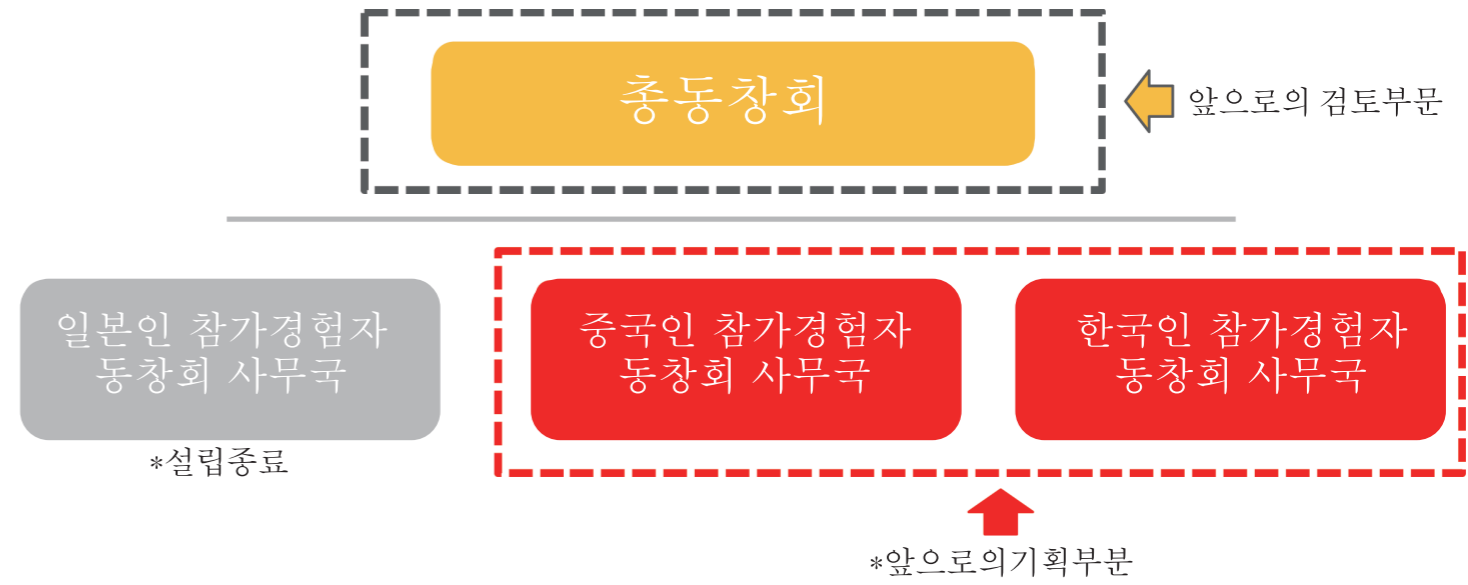 총동창회
앞으로의 검토부문
일본인 참가경험자
동창회 사무국
*설립종료
중국인 참가경험자
동창회 사무국
한국인 참가경험자
동창회 사무국
*앞으로의기획부분